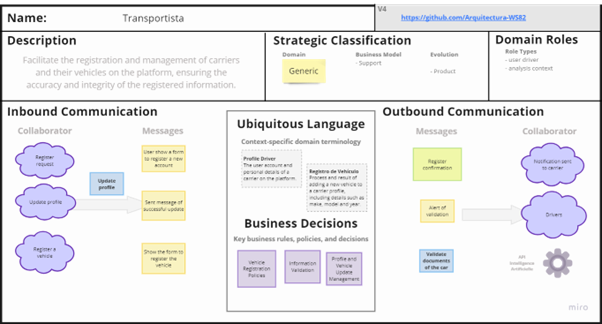 V4
Name: Transportista
https://github.com/Arquitectura-WS82
Description
Facilitate the registration and management of carriers
and their vehicles on the platform, ensuring the
accuracy and integrity of the registered information.
Strategic Classification
Domain
Business Model
Evolution
Generic
- Support
- Product
Domain Roles
Role Types
- user driver
- analysis context
Inbound Communication
Collaborator
Messages
Register
request
User show a form
to register a new
account
Update
profile
Update profile
Sent message of
successful update
Register a
vehicle
Show the form to
register the
vehicle
Ubiquitous Language
Context-specific domain terminology
Profile Driver
The user account and
personal details of a
carrier on the platform.
Registro de Vehículo
Process and result of
adding a new vehicle to
a carrier profile,
including details such as
make, model and year.
Business Decisions
Key business rules, policies, and decisions
Vehicle
Registration
Policies
Information
Validation
Profile and
Vehicle
Update
Management
Outbound Communication
Messages
Collaborator
Register
confirmation
Notification sent
to carrier
Alert of
validation
Drivers
Validate
documents
of the car
API
Intelligence
Artificials
miro